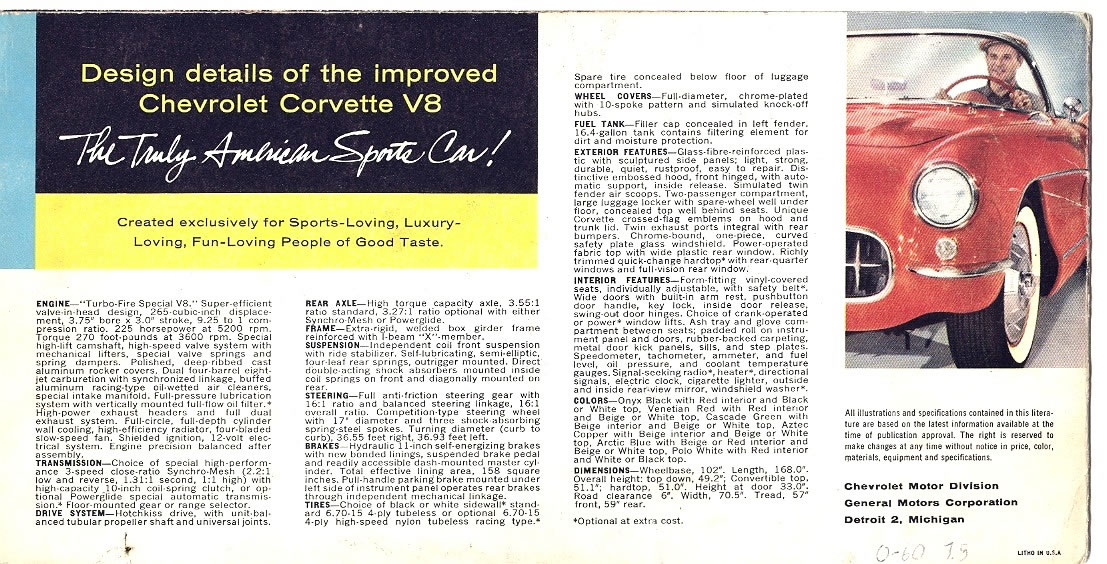 Design details of the improved
Chevrolet Corvette V8
The Truly American Sports Car!
Created exclusively for Sports-Loving, Luxury-
Loving, Fun-Loving People of Good Taste.
ENGINE—"Turbo-Fire Special V8." Super-efficient
valve-in-head design, 265-cubic-inch displace-
ment, 3.75" bore x 3.0" stroke, 9.25 to 1 com-
pression ratio. 225 horsepower at 5200 rpm.
Torque 270 foot-pounds at 3600 rpm. Special
high-lift camshaft, high-speed valve system with
mechanical lifters, special valve springs and
spring dampers. Polished, deep-ribbed cast
aluminum rocker covers. Dual four-barrel eight-
jet carburetion with synchronized linkage, buffed
aluminum racing-type oil-wetted air cleaners,
special intake manifold. Full-pressure lubrication
system with vertically mounted full-flow oil filter.*
High-power exhaust headers and full dual
exhaust system. Full-circle, full-depth cylinder
wall cooling, high-efficiency radiator, four-bladed
slow-speed fan. Shielded ignition, 12-volt elec-
trical system. Engine precision balanced after
assembly.
TRANSMISSION—Choice of special high-perform-
ance 3-speed close-ratio Synchro-Mesh (2.2:1
low and reverse, 1.31:1 second, 1:1 high) with
high-capacity 10-inch coil-spring clutch, or op-
tional Powerglide special automatic transmis-
sion.* Floor-mounted gear or range selector.
DRIVE SYSTEM—Hotchkiss drive, with unit-bal-
anced tubular propeller shaft and universal joints.
REAR AXLE—High torque capacity axle, 3.55:1
ratio standard, 3.27:1 ratio optional with either
Synchro-Mesh or Powerglide.
FRAME—Extra-rigid, welded box girder frame
reinforced with I-beam "X"-member.
SUSPENSION—Independent coil front suspension
with ride stabilizer. Self-lubricating, semi-elliptic,
four-leaf rear springs, outrigger mounted. Direct
double-acting shock absorbers mounted inside
coil springs on front and diagonally mounted on
rear.
STEERING—Full anti-friction steering gear with
16:1 ratio and balanced steering linkage, 16:1
overall ratio. Competition-type steering wheel
with 17" diameter and three shock-absorbing
spring-steel spokes. Turning diameter (curb to
curb), 36.55 feet right, 36.93 feet left.
BRAKES—Hydraulic 11-inch self-energizing brakes
with new bonded linings, suspended brake pedal
and readily accessible dash-mounted master cyl-
inder. Total effective lining area, 158 square
inches. Pull-handle parking brake mounted under
left side of instrument panel operates rear brakes
through independent mechanical linkage.
TIRES—Choice of black or white sidewall* stand-
ard 6.70-15 4-ply tubeless or optional 6.70-15
4-ply high-speed nylon tubeless racing type.*
Spare tire concealed below floor of luggage
compartment.
WHEEL COVERS—Full-diameter, chrome-plated
with 10-spoke pattern and simulated knock-off
hubs.
FUEL TANK—Filler cap concealed in left fender.
16.4-gallon tank contains filtering element for
dirt and moisture protection.
EXTERIOR FEATURES—Glass-fibre-reinforced plas-
tic with sculptured side panels; light, strong,
durable, quiet, rustproof, easy to repair. Dis-
tinctive embossed hood, front hinged, with auto-
matic support, inside release. Simulated twin
fender air scoops. Two-passenger compartment,
large luggage locker with spare-wheel well under
floor, concealed top well behind seats. Unique
Corvette crossed-flag emblems on hood and
trunk lid. Twin exhaust ports integral with rear
bumpers. Chrome-bound, one-piece, curved
safety plate glass windshield. Power-operated
fabric top with wide plastic rear window. Richly
trimmed quick-change hardtop* with rear-quarter
windows and full-vision rear window.
INTERIOR FEATURES—Form-fitting vinyl-covered
seats, individually adjustable, with safety belt*.
Wide doors with built-in arm rest, pushbutton
door handle, key lock, inside door release,
swing-out door hinges. Choice of crank-operated
or power* window lifts. Ash tray and glove com-
partment between seats; padded roll on instru-
ment panel and doors, rubber-backed carpeting,
metal door kick panels, sills, and step plates.
Speedometer, tachometer, ammeter, and fuel
level, oil pressure, and coolant temperature
gauges. Signal-seeking radio*, heater*, directional
signals, electric clock, cigarette lighter, outside
and inside rear-view mirror, windshield washer*.
COLORS—Onyx Black with Red interior and Black
or White top, Venetian Red with Red interior
and Beige or White top, Cascade Green with
Beige interior and Beige or White top, Aztec
Copper with Beige interior and Beige or White
top, Arctic Blue with Beige or Red interior and
Beige or White top, Polo White with Red interior
and White or Black top.
DIMENSIONS—Wheelbase, 102". Length, 168.0".
Overall height: top down, 49.2"; Convertible top,
51.1"; hardtop, 51.0". Height at door 33.0".
Road clearance 6". Width, 70.5". Tread, 57"
front, 59" rear.
*Optional at extra cost.
All illustrations and specifications contained in this litera-
ture are based on the latest information available at the
time of publication approval. The right is reserved to
make changes at any time without notice in price, color,
materials, equipment and specifications.
Chevrolet Motor Division
General Motors Corporation
Detroit 2, Michigan
0-60 7.5
LITHO IN U.S.A